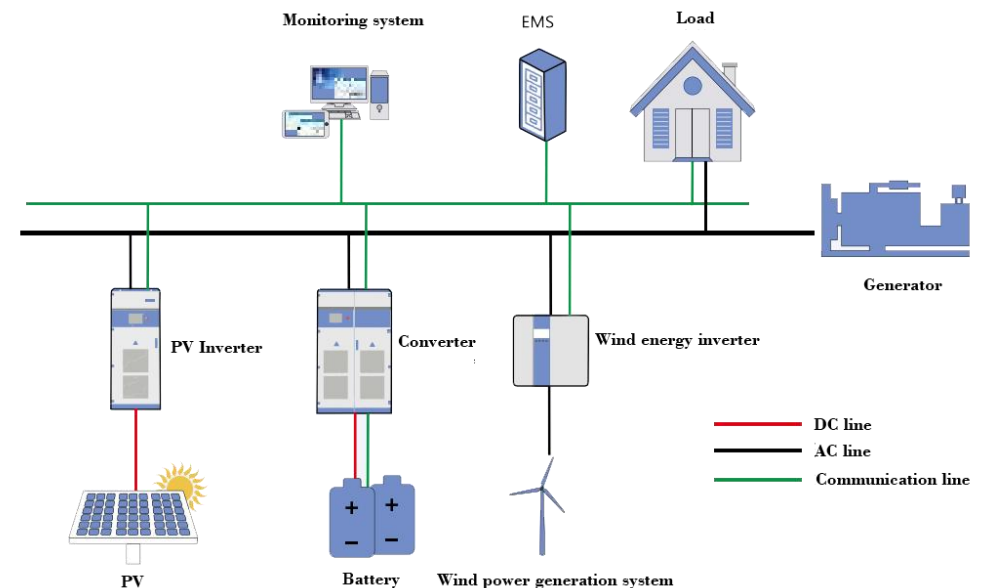 Monitoring system
EMS
Load
Generator
PV Inverter
Converter
Wind energy inverter
DC line
AC line
Communication line
+
+
−
−
PV
Battery
Wind power generation system